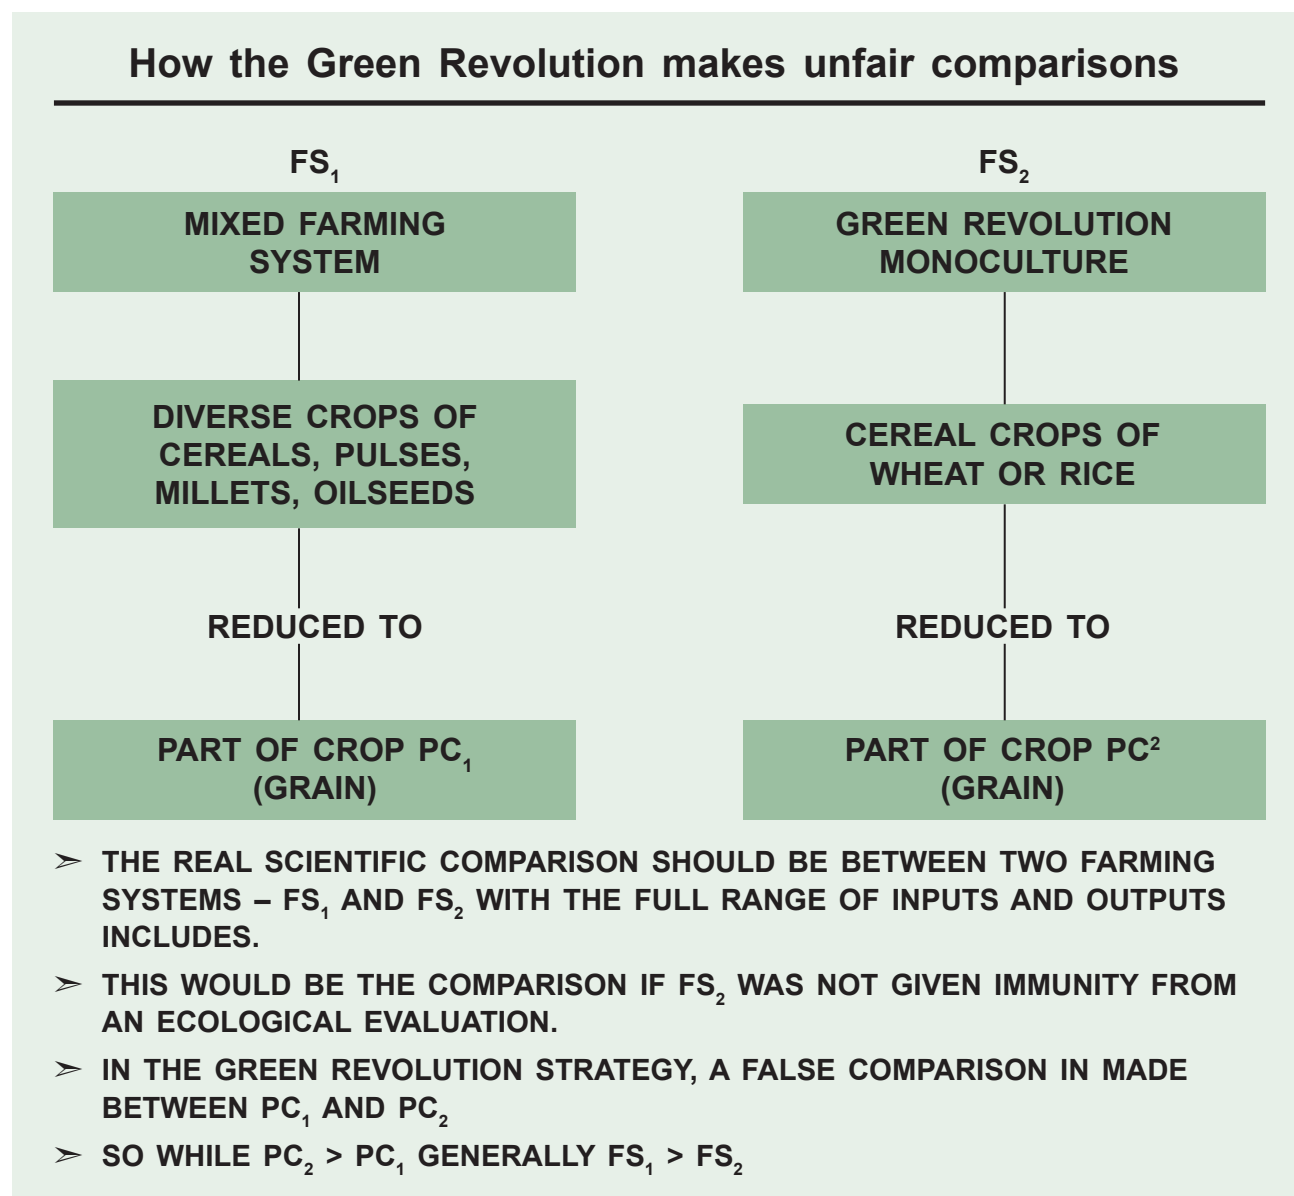 How the Green Revolution makes unfair comparisons
FS₁
MIXED FARMING
SYSTEM
DIVERSE CROPS OF
CEREALS, PULSES,
MILLETS, OILSEEDS
REDUCED TO
PART OF CROP PC₁
(GRAIN)
FS₂
GREEN REVOLUTION
MONOCULTURE
CEREAL CROPS OF
WHEAT OR RICE
REDUCED TO
PART OF CROP PC²
(GRAIN)
➣ THE REAL SCIENTIFIC COMPARISON SHOULD BE BETWEEN TWO FARMING
SYSTEMS – FS₁ AND FS₂ WITH THE FULL RANGE OF INPUTS AND OUTPUTS
INCLUDES.
➣ THIS WOULD BE THE COMPARISON IF FS₂ WAS NOT GIVEN IMMUNITY FROM
AN ECOLOGICAL EVALUATION.
➣ IN THE GREEN REVOLUTION STRATEGY, A FALSE COMPARISON IN MADE
BETWEEN PC₁ AND PC₂
➣ SO WHILE PC₂ > PC₁ GENERALLY FS₁ > FS₂